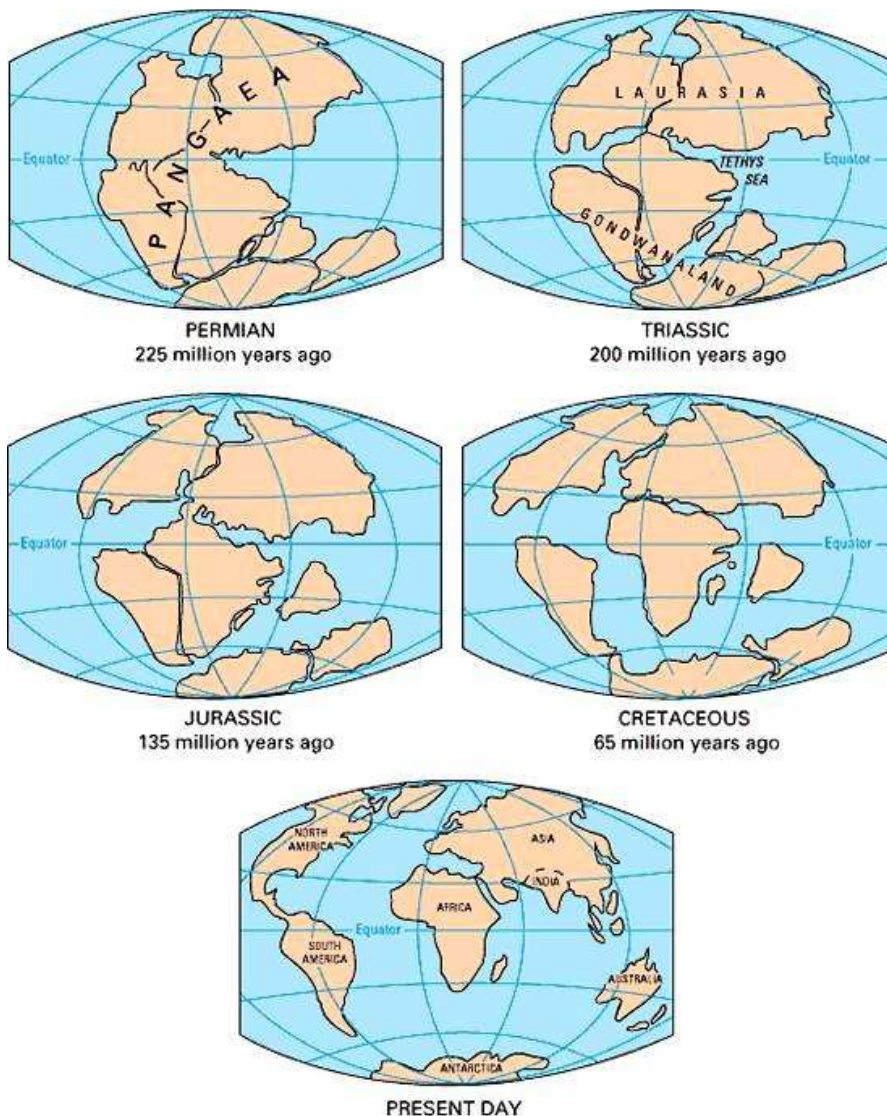 PANGAEA
Equator
PERMIAN
225 million years ago
LAURASIA
TETHYS
SEA
Equator
GONDWANALAND
TRIASSIC
200 million years ago
Equator
JURASSIC
135 million years ago
Equator
CRETACEOUS
65 million years ago
NORTH
AMERICA
ASIA
INDIA
AFRICA
Equator
SOUTH
AMERICA
AUSTRALIA
ANTARCTICA
PRESENT DAY